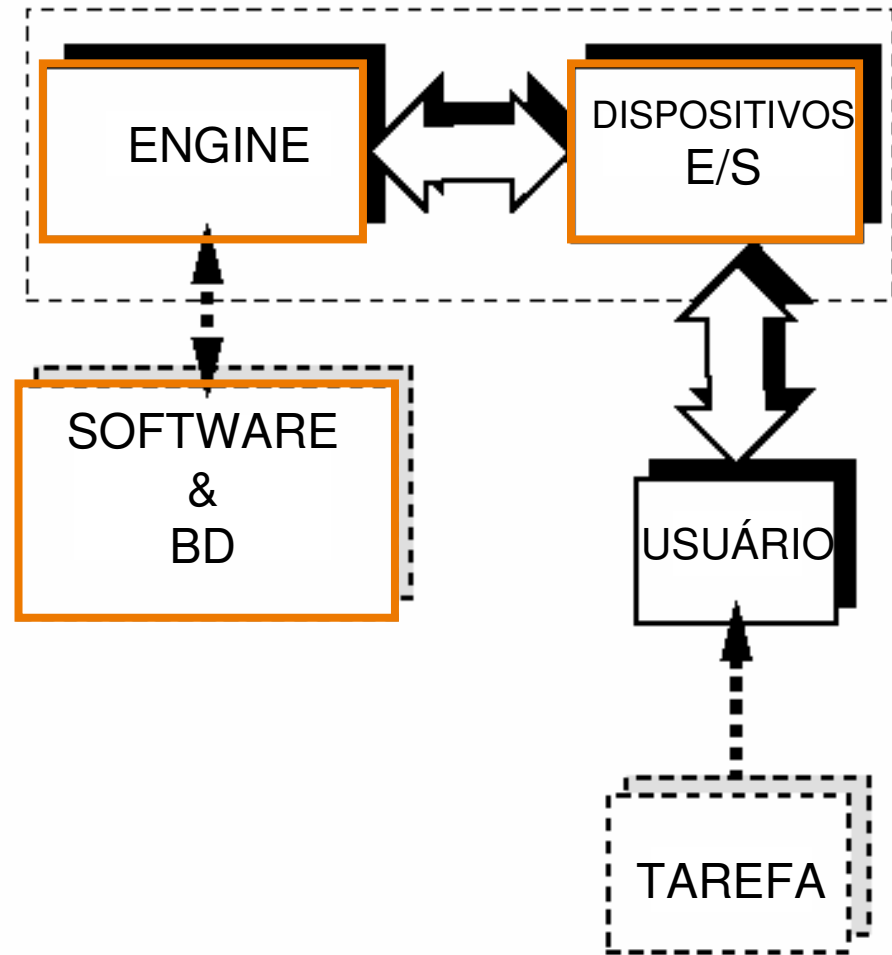 ENGINE
DISPOSITIVOS
E/S
SOFTWARE
&
BD
USUÁRIO
TAREFA